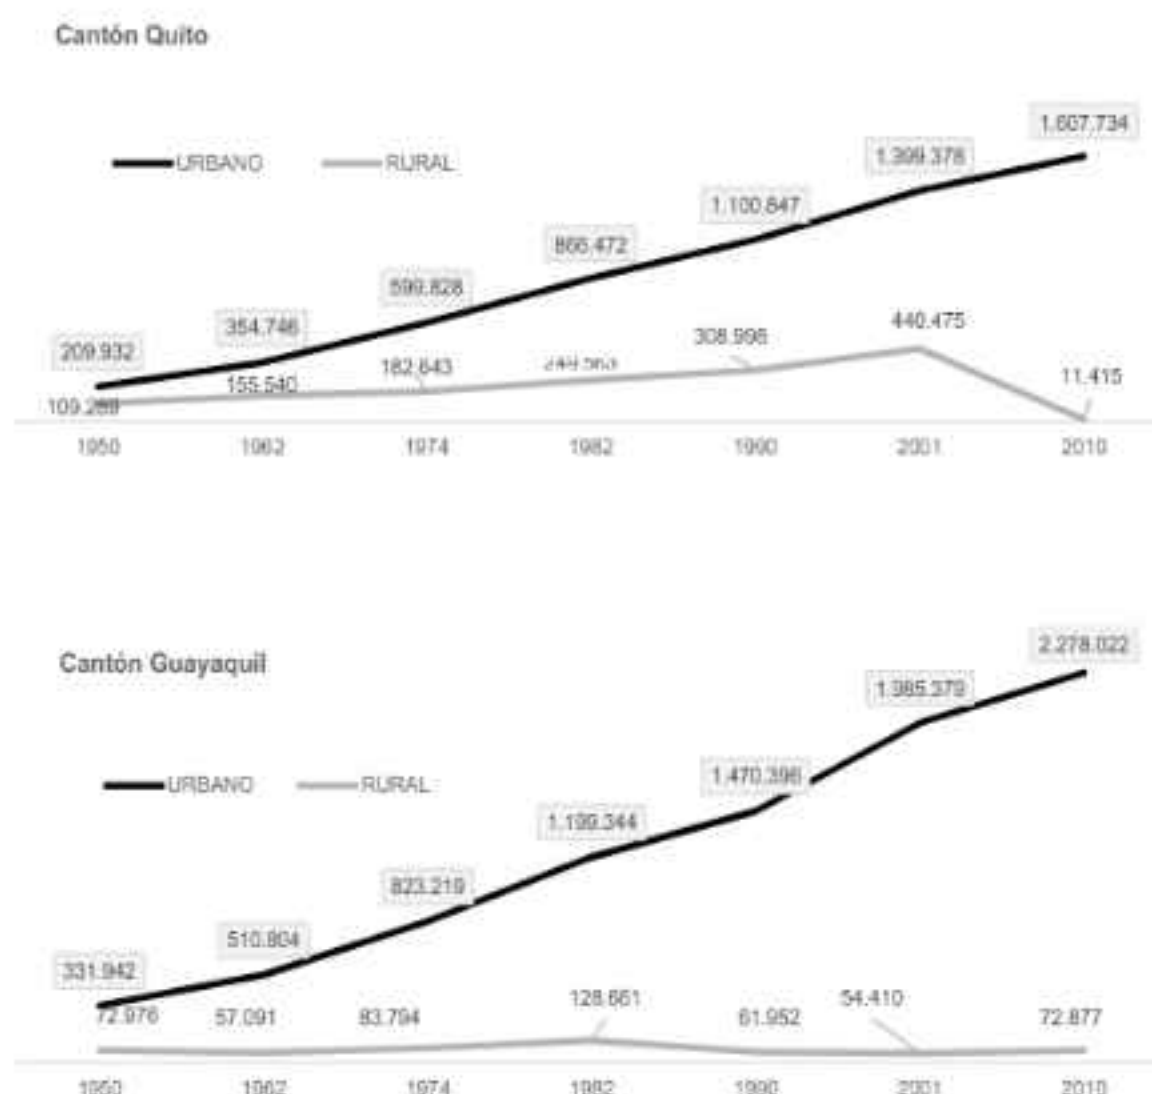 Cantón Quito
1.607.734
URBANO RURAL
1.399.378
1.100.847
866.472
599.828
440.475
354.746
308.996
209.932
182.643
11.415
155.540
1950 1962 1974 1982 1990 2001 2010
Cantón Guayaquil
2.278.022
1.985.379
URBANO RURAL
1.470.396
1.199.344
823.219
510.804
331.942
128.661 54.410
72.976 57.091 83.794 61.952 72.877
1950 1962 1974 1982 1990 2001 2010